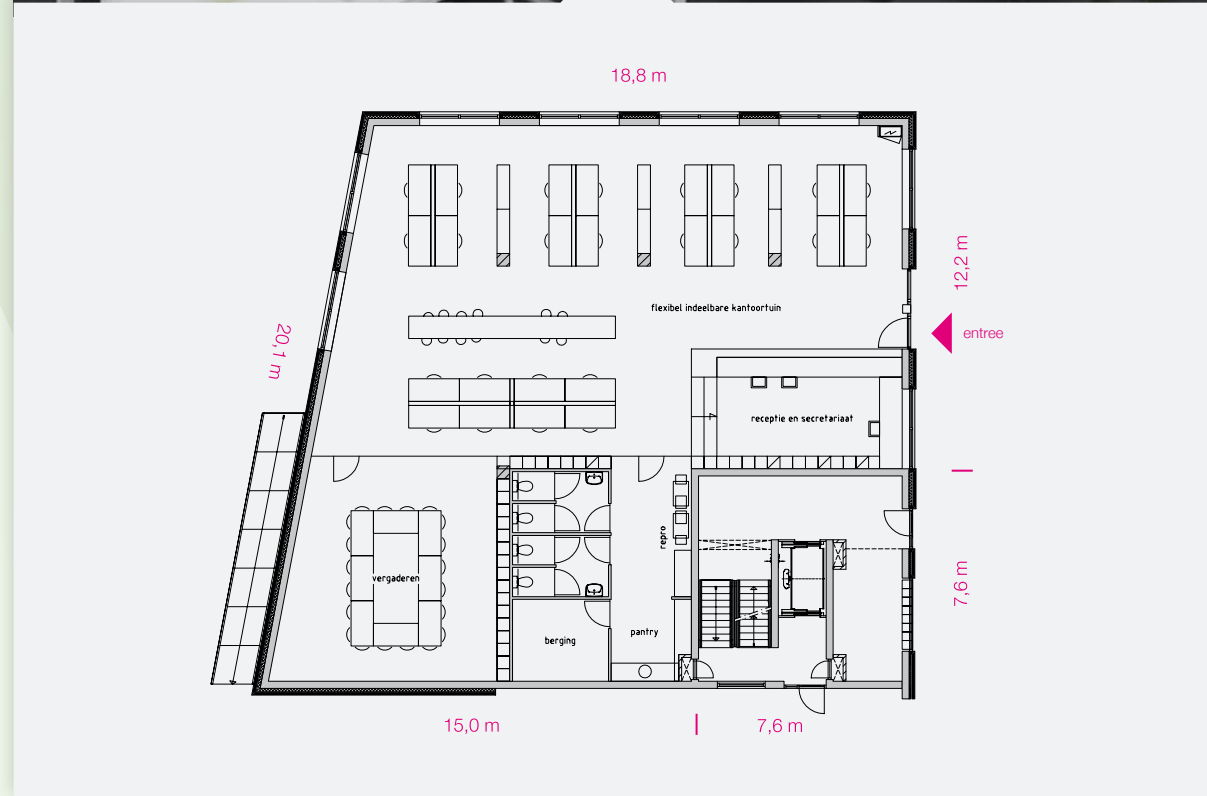 18,8 m
12,2 m
flexibel indeelbare kantoortuin
entree
20,1 m
receptie en secretariaat
repro
vergaderen
7,6 m
pantry
berging
15,0 m
7,6 m